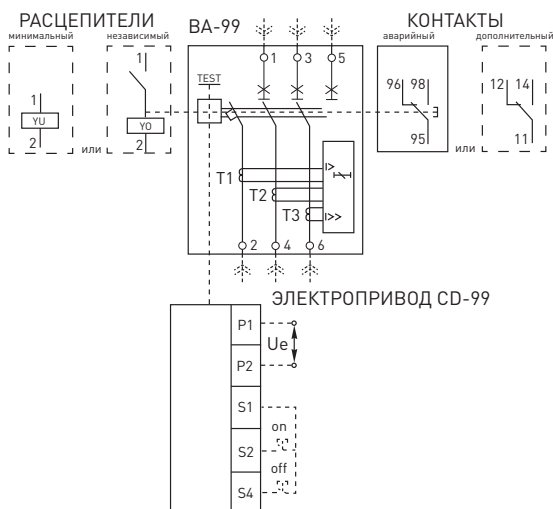 РАСЦЕПИТЕЛИ
минимальный
независимый
ВА-99
КОНТАКТЫ
аварийный
дополнительный
1 3 5
TEST
1
1
YU
YO
2
2
или
96 98
95
или
12 14
11
T1
T2
T3
I>
I>>
2 4 6
ЭЛЕКТРОПРИВОД CD-99
P1
Ue
P2
S1
on
S2
off
S4